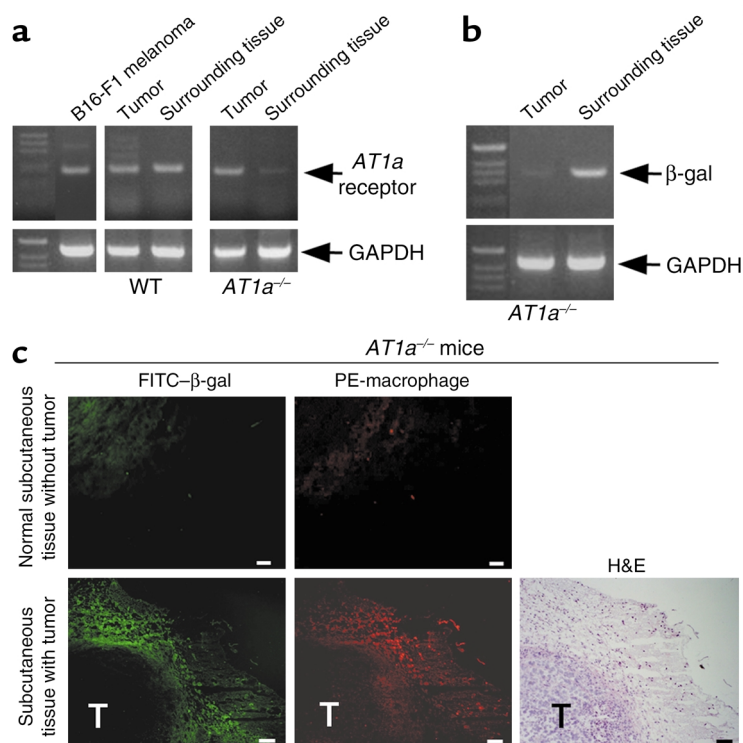 a
B16-F1 melanoma
Tumor
Surrounding tissue
Tumor
Surrounding tissue
AT1a
receptor
GAPDH
WT
AT1a–/–
b
Tumor
Surrounding tissue
β-gal
GAPDH
AT1a–/–
c
AT1a–/– mice
FITC–β-gal
PE-macrophage
Normal subcutaneous
tissue without tumor
H&E
Subcutaneous
tissue with tumor
T
T
T